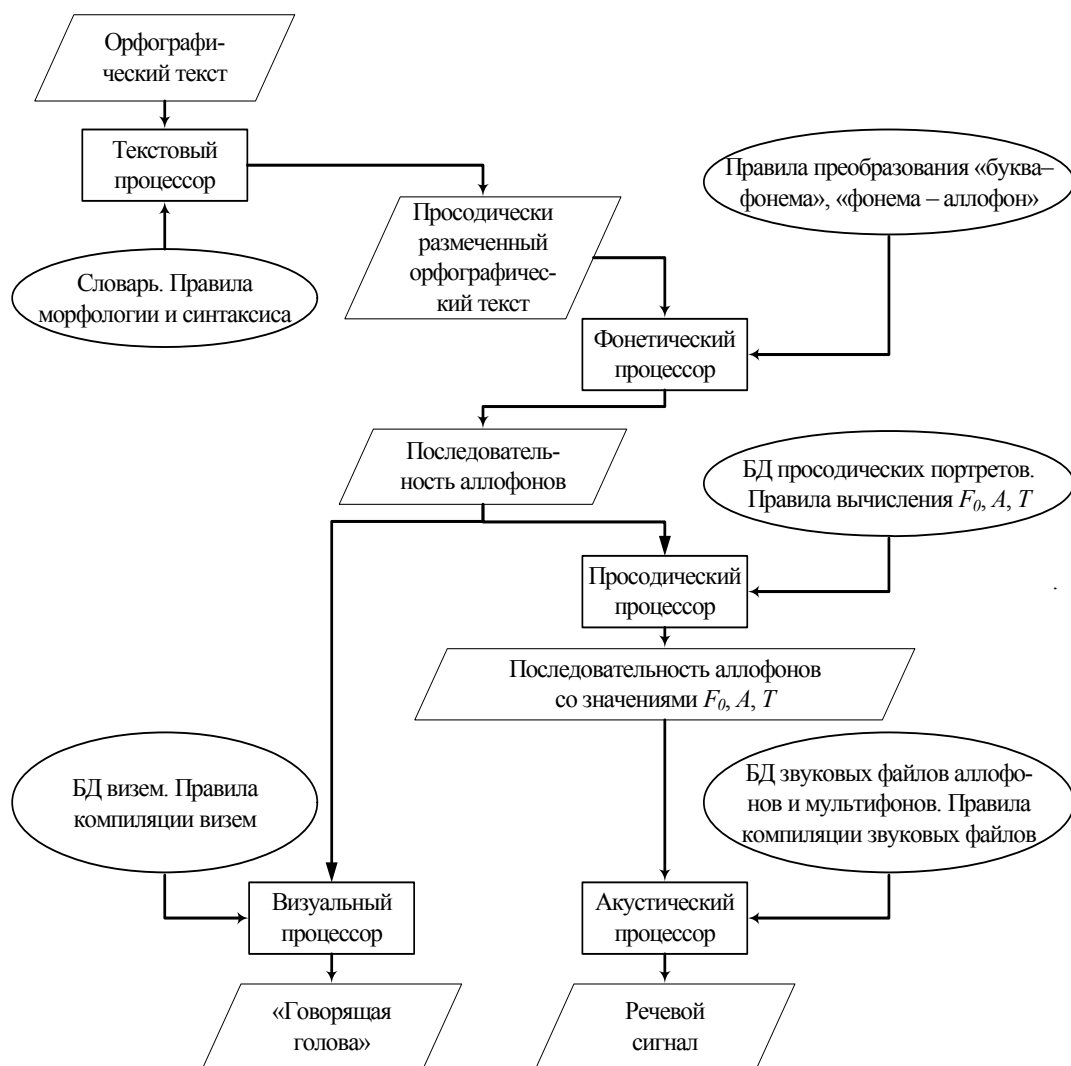 Орфографи-
ческий текст
Текстовый
процессор
Словарь. Правила
морфологии и синтаксиса
Просодически
размеченный
орфографичес-
кий текст
Правила преобразования «буква–
фонема», «фонема – аллофон»
Фонетический
процессор
Последователь-
ность аллофонов
БД просодических портретов.
Правила вычисления F0, A, T
Просодический
процессор
Последовательность аллофонов
со значениями F0, A, T
БД визем. Правила
компиляции визем
БД звуковых файлов аллофо-
нов и мультифонов. Правила
компиляции звуковых файлов
Визуальный
процессор
Акустический
процессор
«Говорящая
голова»
Речевой
сигнал